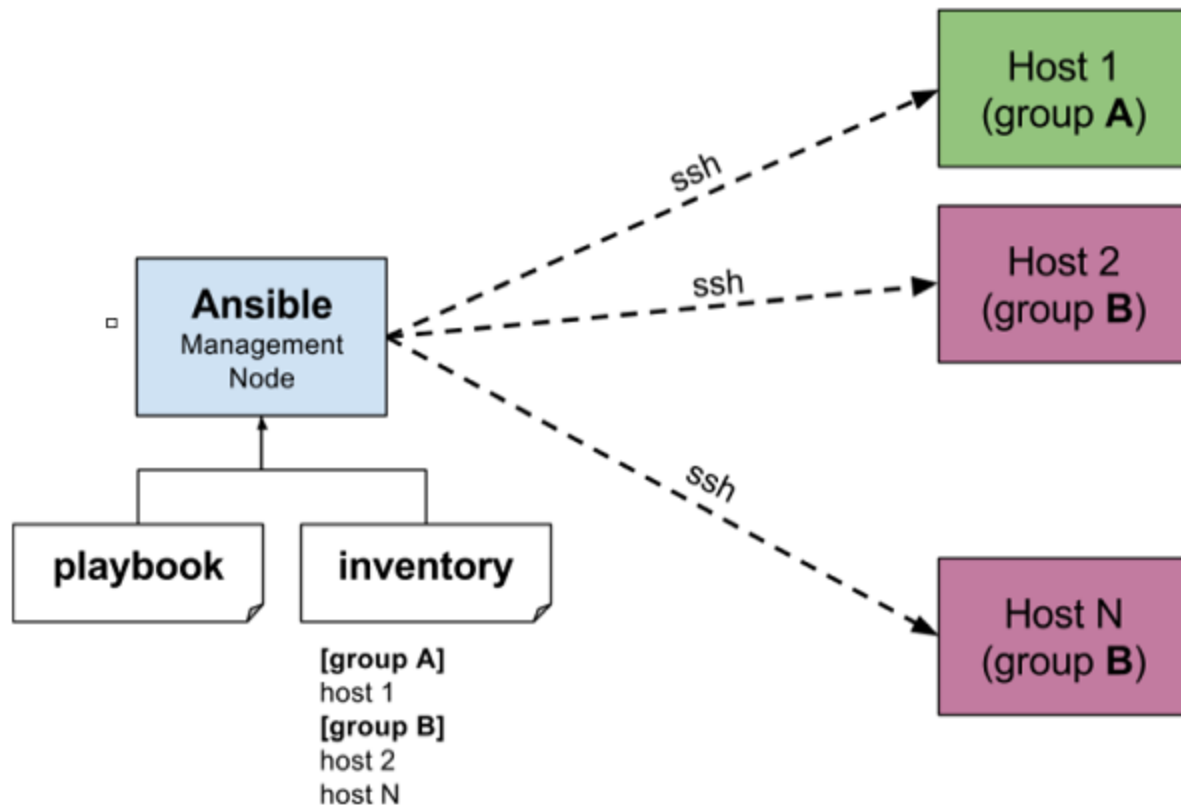 Host 1
(group A)
ssh
Host 2
(group B)
ssh
Ansible
Management
Node
ssh
playbook
inventory
Host N
(group B)
[group A]
host 1
[group B]
host 2
host N